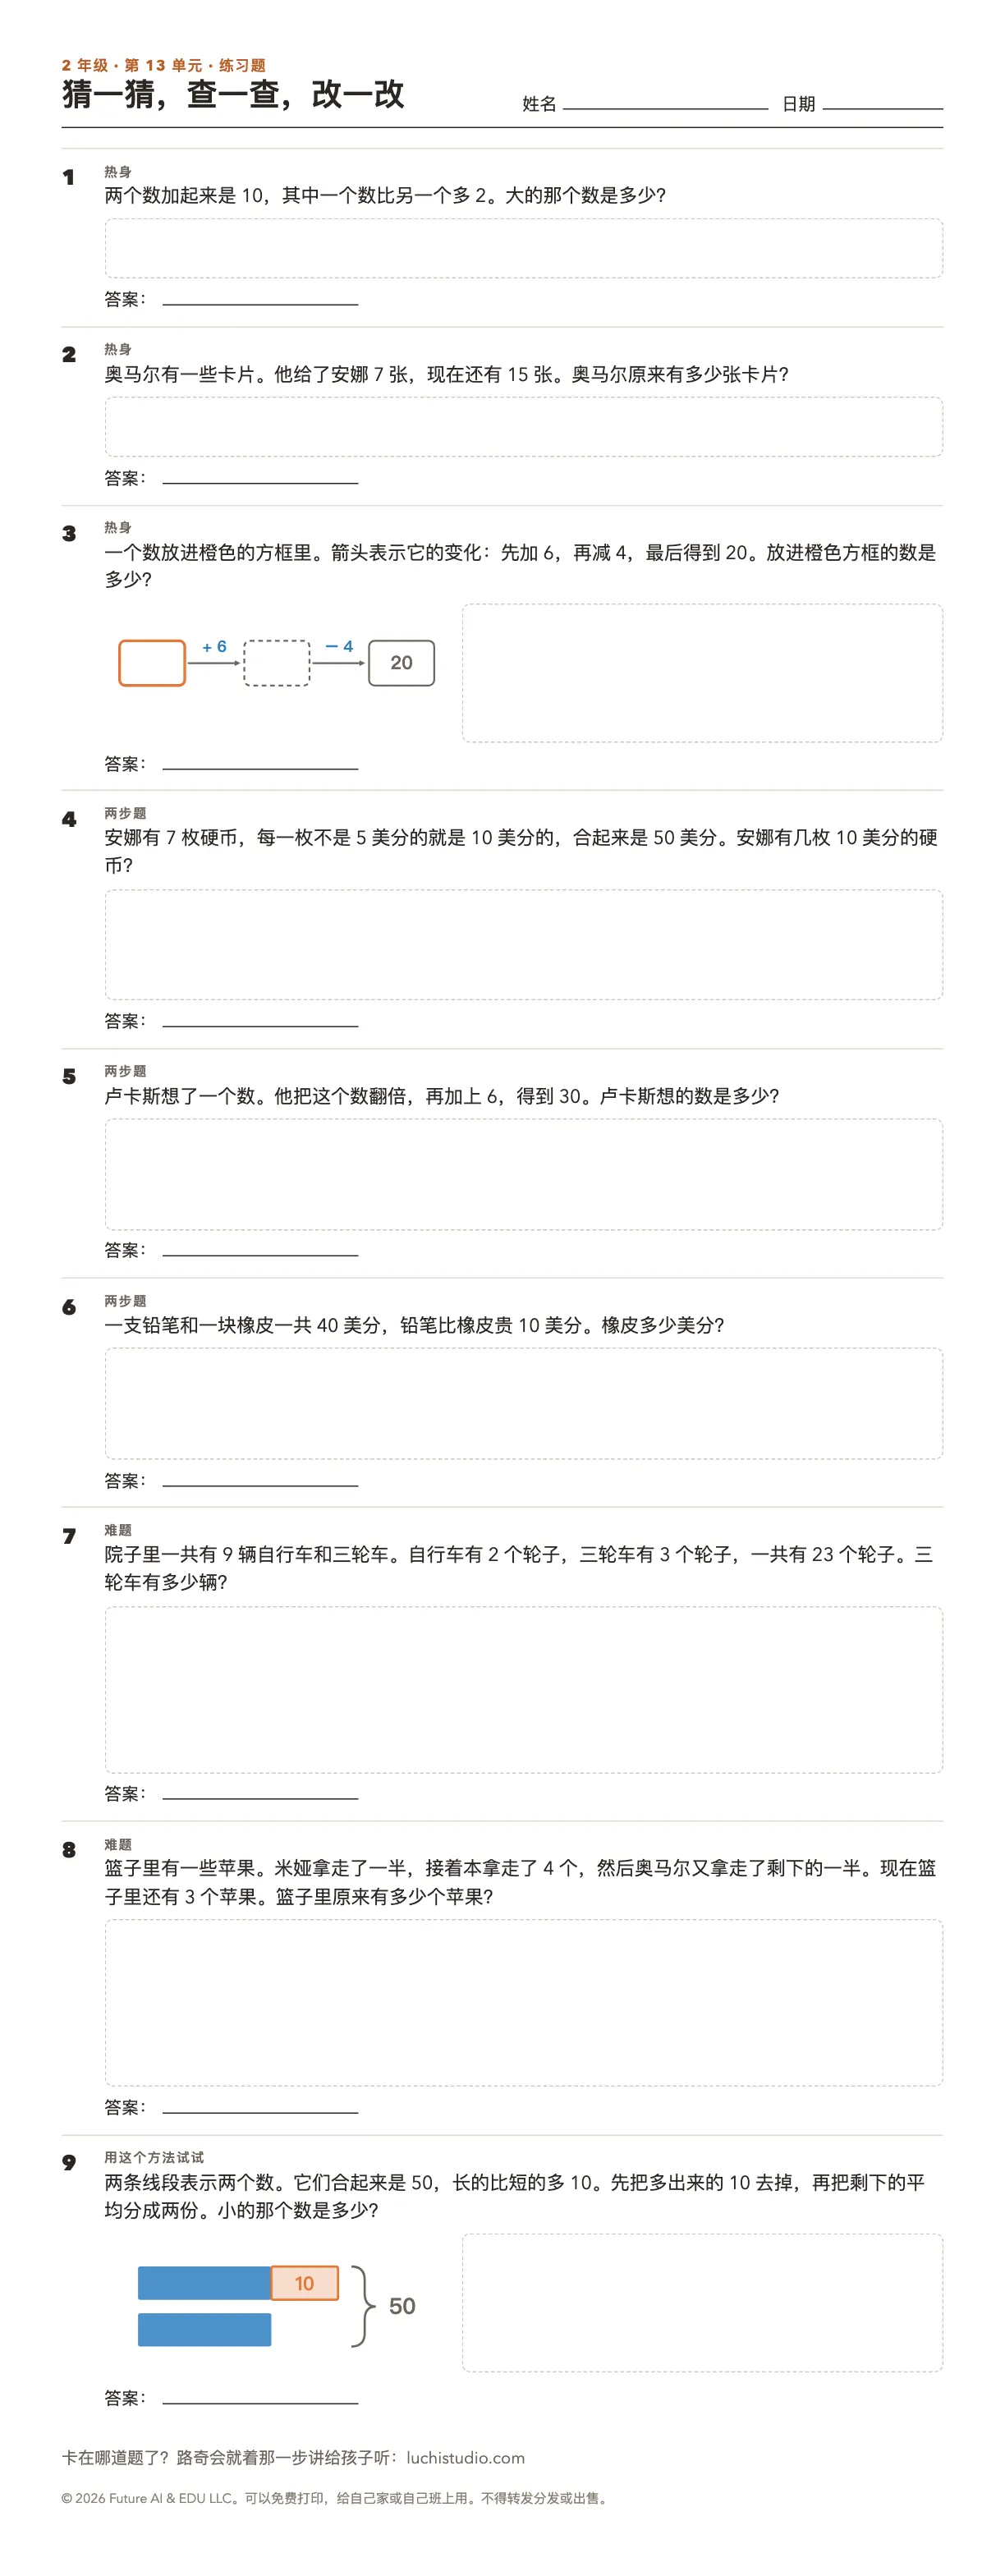 2 年级 · 第 13 单元 · 练习题
猜一猜，查一查，改一改
姓名 日期
1
热身
两个数加起来是 10，其中一个数比另一个多 2。大的那个数是多少？
答案：
2
热身
奥马尔有一些卡片。他给了安娜 7 张，现在还有 15 张。奥马尔原来有多少张卡片？
答案：
3
热身
一个数放进橙色的方框里。箭头表示它的变化：先加 6，再减 4，最后得到 20。放进橙色方框的数是
多少？
+ 6 − 4 20
答案：
4
两步题
安娜有 7 枚硬币，每一枚不是 5 美分的就是 10 美分的，合起来是 50 美分。安娜有几枚 10 美分的硬
币？
答案：
5
两步题
卢卡斯想了一个数。他把这个数翻倍，再加上 6，得到 30。卢卡斯想的数是多少？
答案：
6
两步题
一支铅笔和一块橡皮一共 40 美分，铅笔比橡皮贵 10 美分。橡皮多少美分？
答案：
7
难题
院子里一共有 9 辆自行车和三轮车。自行车有 2 个轮子，三轮车有 3 个轮子，一共有 23 个轮子。三
轮车有多少辆？
答案：
8
难题
篮子里有一些苹果。米娅拿走了一半，接着本拿走了 4 个，然后奥马尔又拿走了剩下的一半。现在篮
子里还有 3 个苹果。篮子里原来有多少个苹果？
答案：
9
用这个方法试试
两条线段表示两个数。它们合起来是 50，长的比短的多 10。先把多出来的 10 去掉，再把剩下的平
均分成两份。小的那个数是多少？
10
50
答案：
卡在哪道题了？路奇会就着那一步讲给孩子听：luchistudio.com
© 2026 Future AI & EDU LLC。可以免费打印，给自己家或自己班上用。不得转发分发或出售。